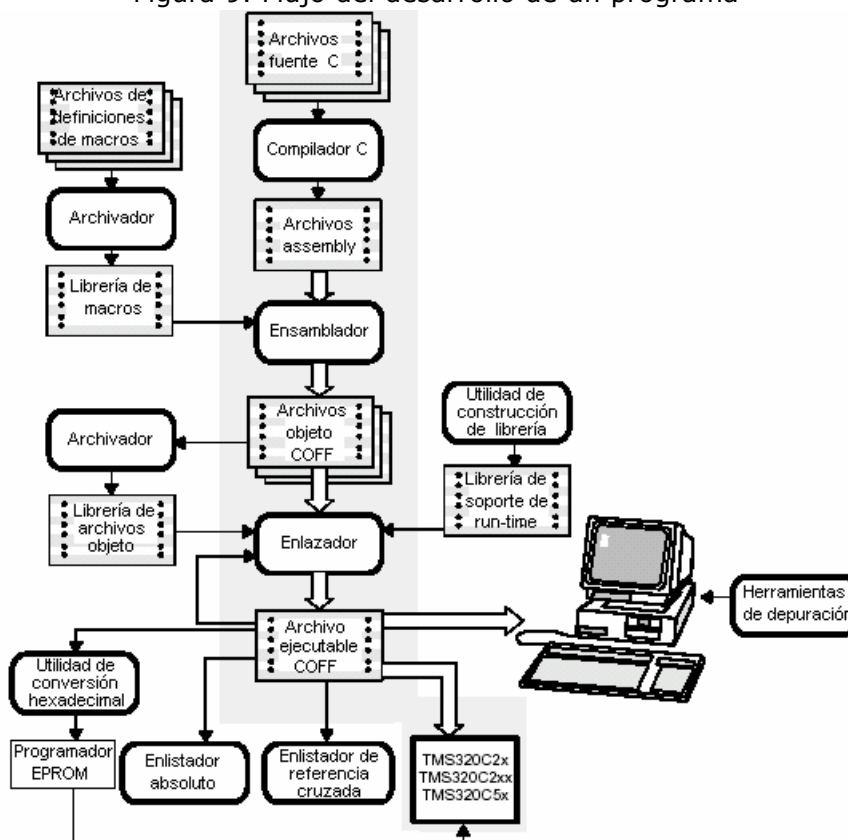 Figura 9. Flujo del desarrollo de un programa
Archivos
fuente C
Archivos de
definiciones
de macros
Compilador C
Archivador
Archivos
assembly
Librería de
macros
Ensamblador
Archivos
objeto
COFF
Utilidad de
construcción
de librería
Archivador
Librería de
archivos
objeto
Librería de
soporte de
run-time
Enlazador
Herramientas
de depuración
Archivo
ejecutable
COFF
Utilidad de
conversión
hexadecimal
Programador
EPROM
Enlistador
absoluto
Enlistador de
referencia
cruzada
TMS320C2x
TMS320C2xx
TMS320C5x